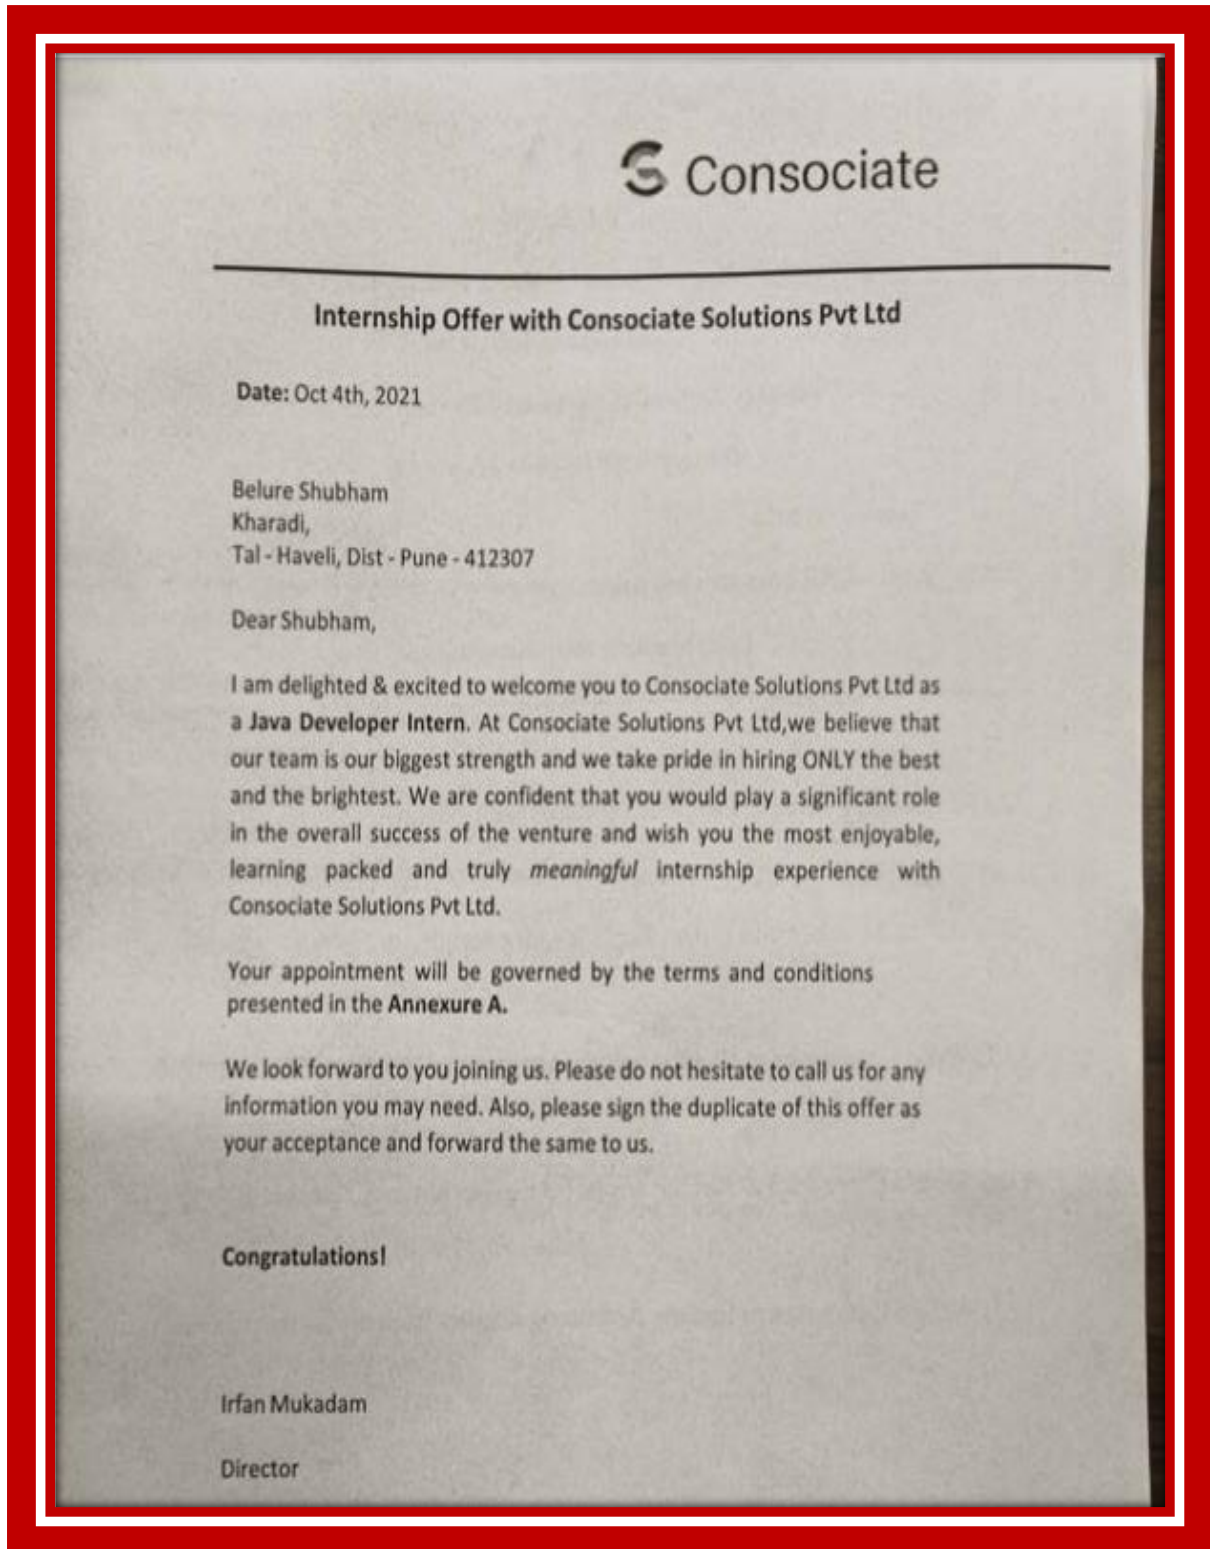 Consociate
Internship Offer with Consociate Solutions Pvt Ltd
Date: Oct 4th, 2021
Belure Shubham
Kharadi,
Tal - Haveli, Dist - Pune - 412307
Dear Shubham,
I am delighted & excited to welcome you to Consociate Solutions Pvt Ltd as
a Java Developer Intern. At Consociate Solutions Pvt Ltd,we believe that
our team is our biggest strength and we take pride in hiring ONLY the best
and the brightest. We are confident that you would play a significant role
in the overall success of the venture and wish you the most enjoyable,
learning packed and truly meaningful internship experience with
Consociate Solutions Pvt Ltd.
Your appointment will be governed by the terms and conditions
presented in the Annexure A.
We look forward to you joining us. Please do not hesitate to call us for any
information you may need. Also, please sign the duplicate of this offer as
your acceptance and forward the same to us.
Congratulations!
Irfan Mukadam
Director